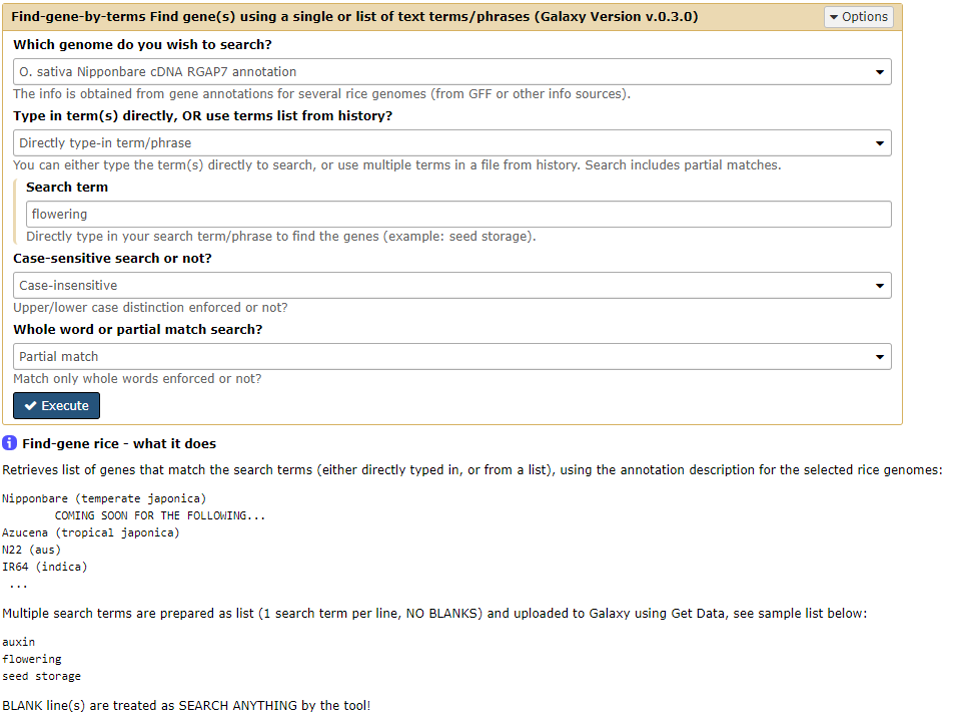 Find-gene-by-terms Find gene(s) using a single or list of text terms/phrases (Galaxy Version v.0.3.0)
Options
Which genome do you wish to search?
O. sativa Nipponbare cDNA RGAP7 annotation
The info is obtained from gene annotations for several rice genomes (from GFF or other info sources).
Type in term(s) directly, OR use terms list from history?
Directly type-in term/phrase
You can either type the term(s) directly to search, or use multiple terms in a file from history. Search includes partial matches.
Search term
flowering
Directly type in your search term/phrase to find the genes (example: seed storage).
Case-sensitive search or not?
Case-insensitive
Upper/lower case distinction enforced or not?
Whole word or partial match search?
Partial match
Match only whole words enforced or not?
Execute
Find-gene rice - what it does
Retrieves list of genes that match the search terms (either directly typed in, or from a list), using the annotation description for the selected rice genomes:
Nipponbare (temperate japonica)
COMING SOON FOR THE FOLLOWING...
Azucena (tropical japonica)
N22 (aus)
IR64 (indica)
...
Multiple search terms are prepared as list (1 search term per line, NO BLANKS) and uploaded to Galaxy using Get Data, see sample list below:
auxin
flowering
seed storage
BLANK line(s) are treated as SEARCH ANYTHING by the tool!